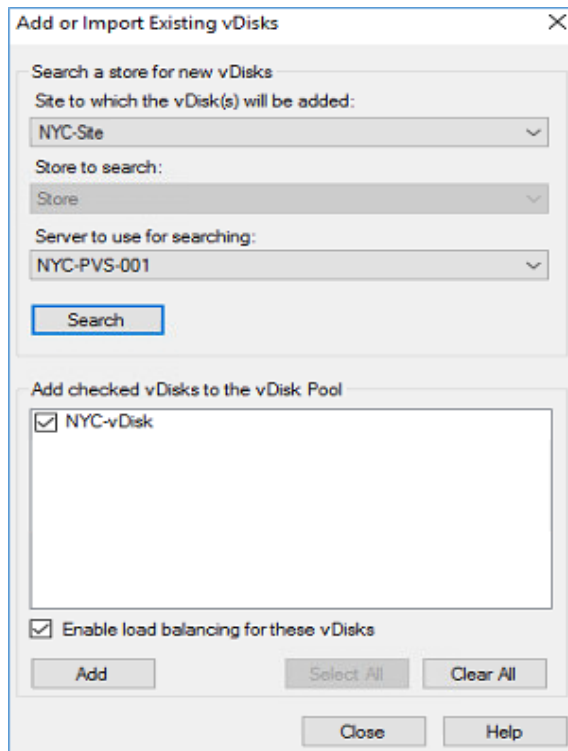 Add or Import Existing vDisks
Search a store for new vDisks
Site to which the vDisk(s) will be added:
NYC-Site
Store to search:
Store
Server to use for searching:
NYC-PVS-001
Search
Add checked vDisks to the vDisk Pool
NYC-vDisk
Enable load balancing for these vDisks
Add Select All Clear All
Close Help